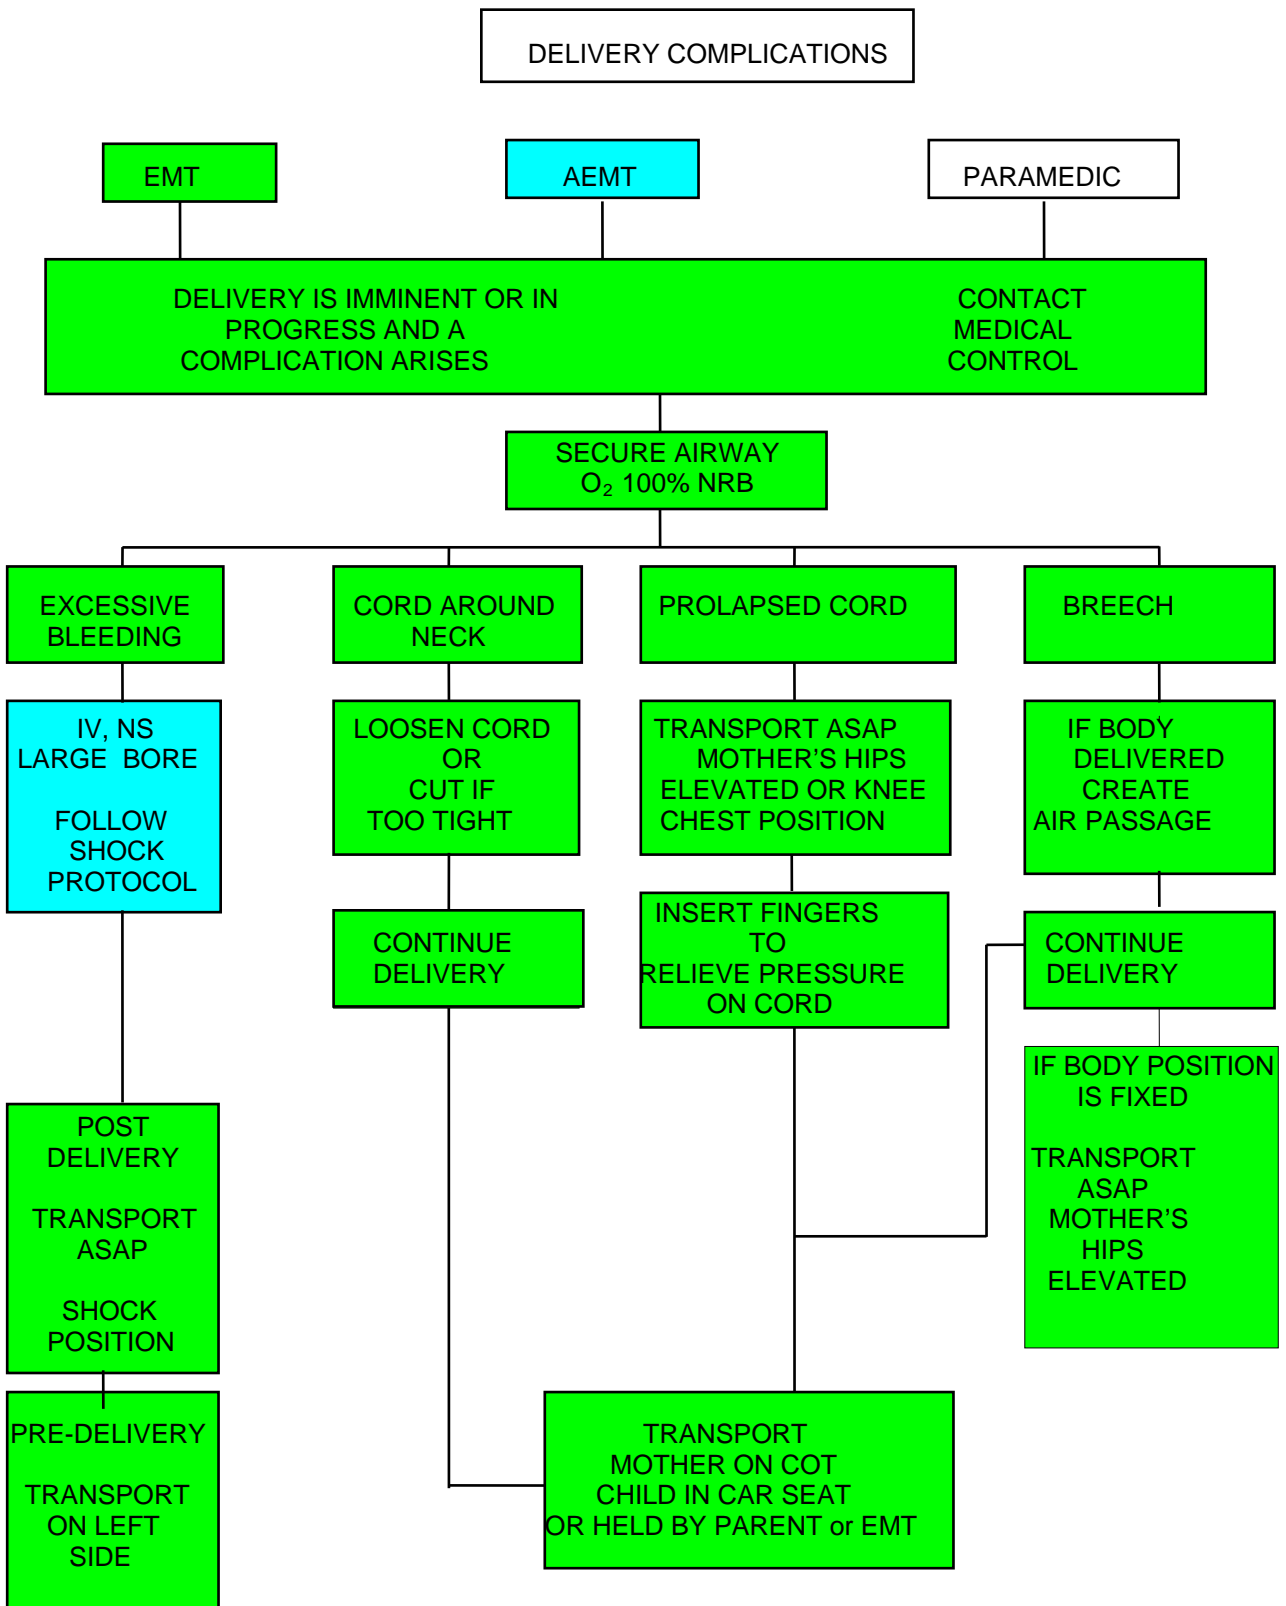 DELIVERY COMPLICATIONS
EMT
AEMT
PARAMEDIC
DELIVERY IS IMMINENT OR IN
PROGRESS AND A
COMPLICATION ARISES
CONTACT
MEDICAL
CONTROL
SECURE AIRWAY
O₂ 100% NRB
EXCESSIVE
BLEEDING
IV, NS
LARGE BORE
FOLLOW
SHOCK
PROTOCOL
POST
DELIVERY
TRANSPORT
ASAP
SHOCK
POSITION
PRE-DELIVERY
TRANSPORT
ON LEFT
SIDE
CORD AROUND
NECK
LOOSEN CORD
OR
CUT IF
TOO TIGHT
CONTINUE
DELIVERY
PROLAPSED CORD
TRANSPORT ASAP
MOTHER’S HIPS
ELEVATED OR KNEE
CHEST POSITION
INSERT FINGERS
TO
RELIEVE PRESSURE
ON CORD
BREECH
IF BODY
DELIVERED
CREATE
AIR PASSAGE
CONTINUE
DELIVERY
IF BODY POSITION
IS FIXED
TRANSPORT
ASAP
MOTHER’S
HIPS
ELEVATED
TRANSPORT
MOTHER ON COT
CHILD IN CAR SEAT
OR HELD BY PARENT or EMT